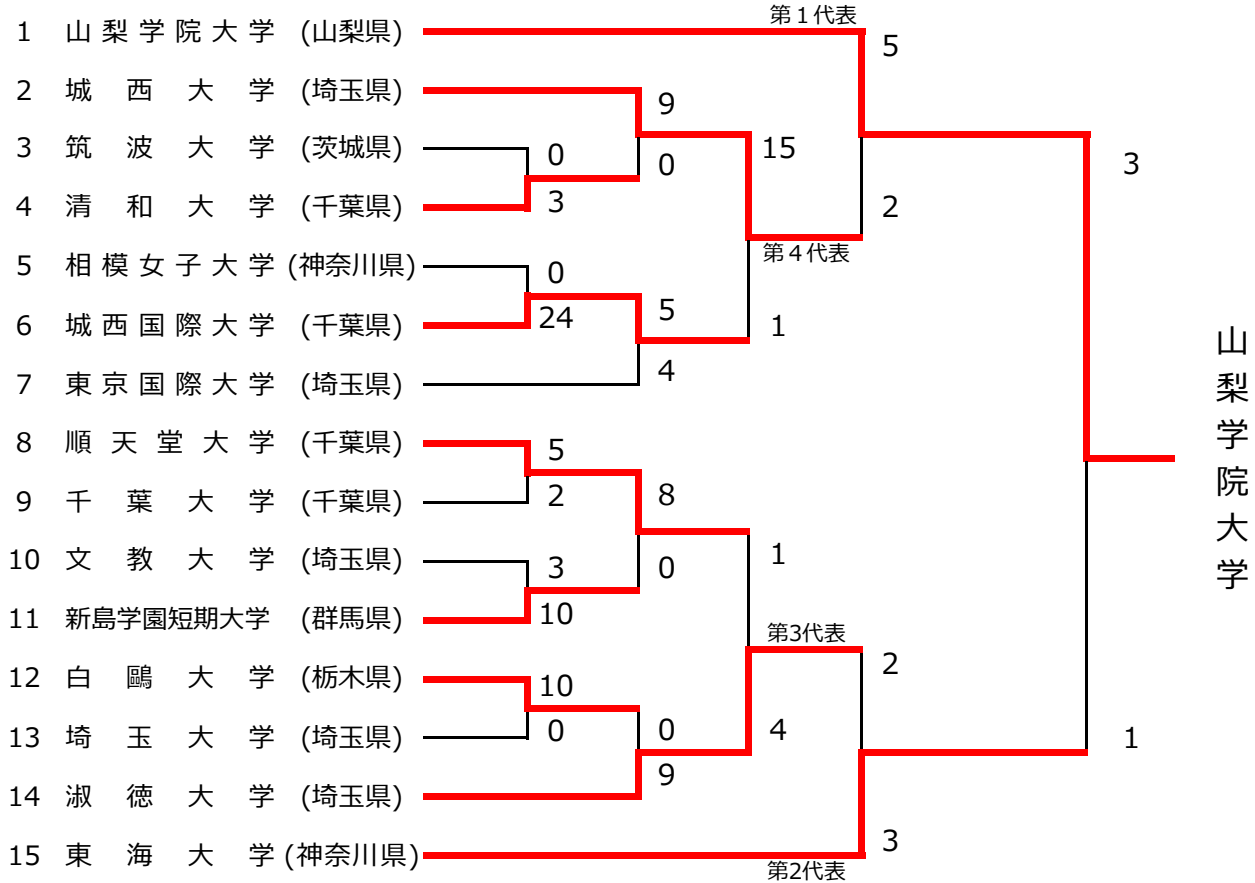 第１代表
1 山梨学院大学 (山梨県)
5
2 城西大学 (埼玉県)
9
3 筑波大学 (茨城県)
0
0
15
3
4 清和大学 (千葉県)
3
2
第４代表
5 相模女子大学 (神奈川県)
0
6 城西国際大学 (千葉県)
24
5
1
7 東京国際大学 (埼玉県)
4
山梨学院大学
8 順天堂大学 (千葉県)
5
9 千葉大学 (千葉県)
2
8
10 文教大学 (埼玉県)
3
0
1
11 新島学園短期大学 (群馬県)
10
第3代表
12 白鷗大学 (栃木県)
10
2
13 埼玉大学 (埼玉県)
0
0
4
1
14 淑徳大学 (埼玉県)
9
15 東海大学 (神奈川県)
3
第2代表